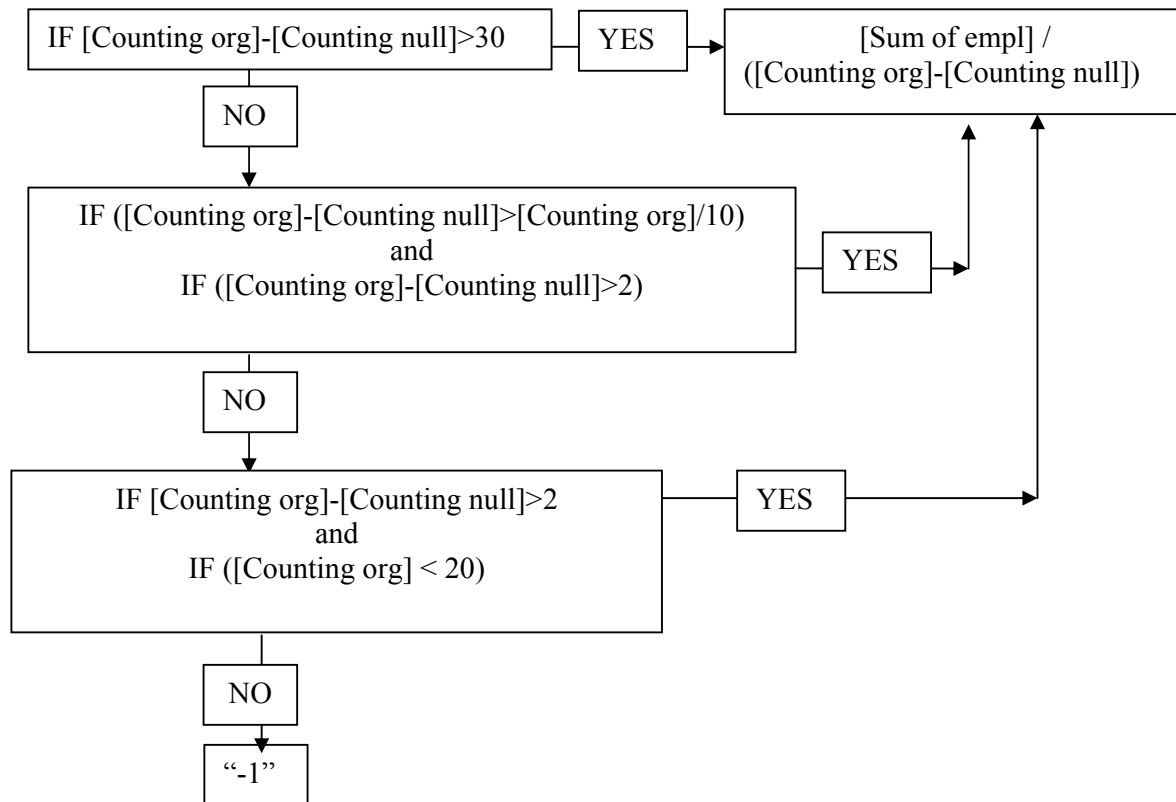 IF [Counting org]-[Counting null]>30
YES
[Sum of empl] /
([Counting org]-[Counting null])
NO
IF ([Counting org]-[Counting null]>[Counting org]/10)
and
IF ([Counting org]-[Counting null]>2)
YES
NO
IF [Counting org]-[Counting null]>2
and
IF ([Counting org] < 20)
YES
NO
“-1”